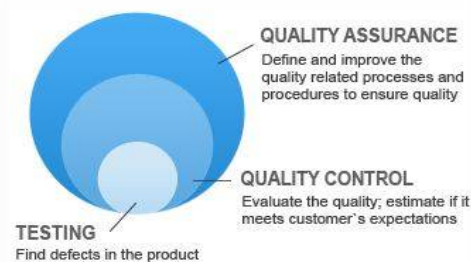 QUALITY ASSURANCE
Define and improve the
quality related processes and
procedures to ensure quality
QUALITY CONTROL
Evaluate the quality; estimate if it
meets customer`s expectations
TESTING
Find defects in the product